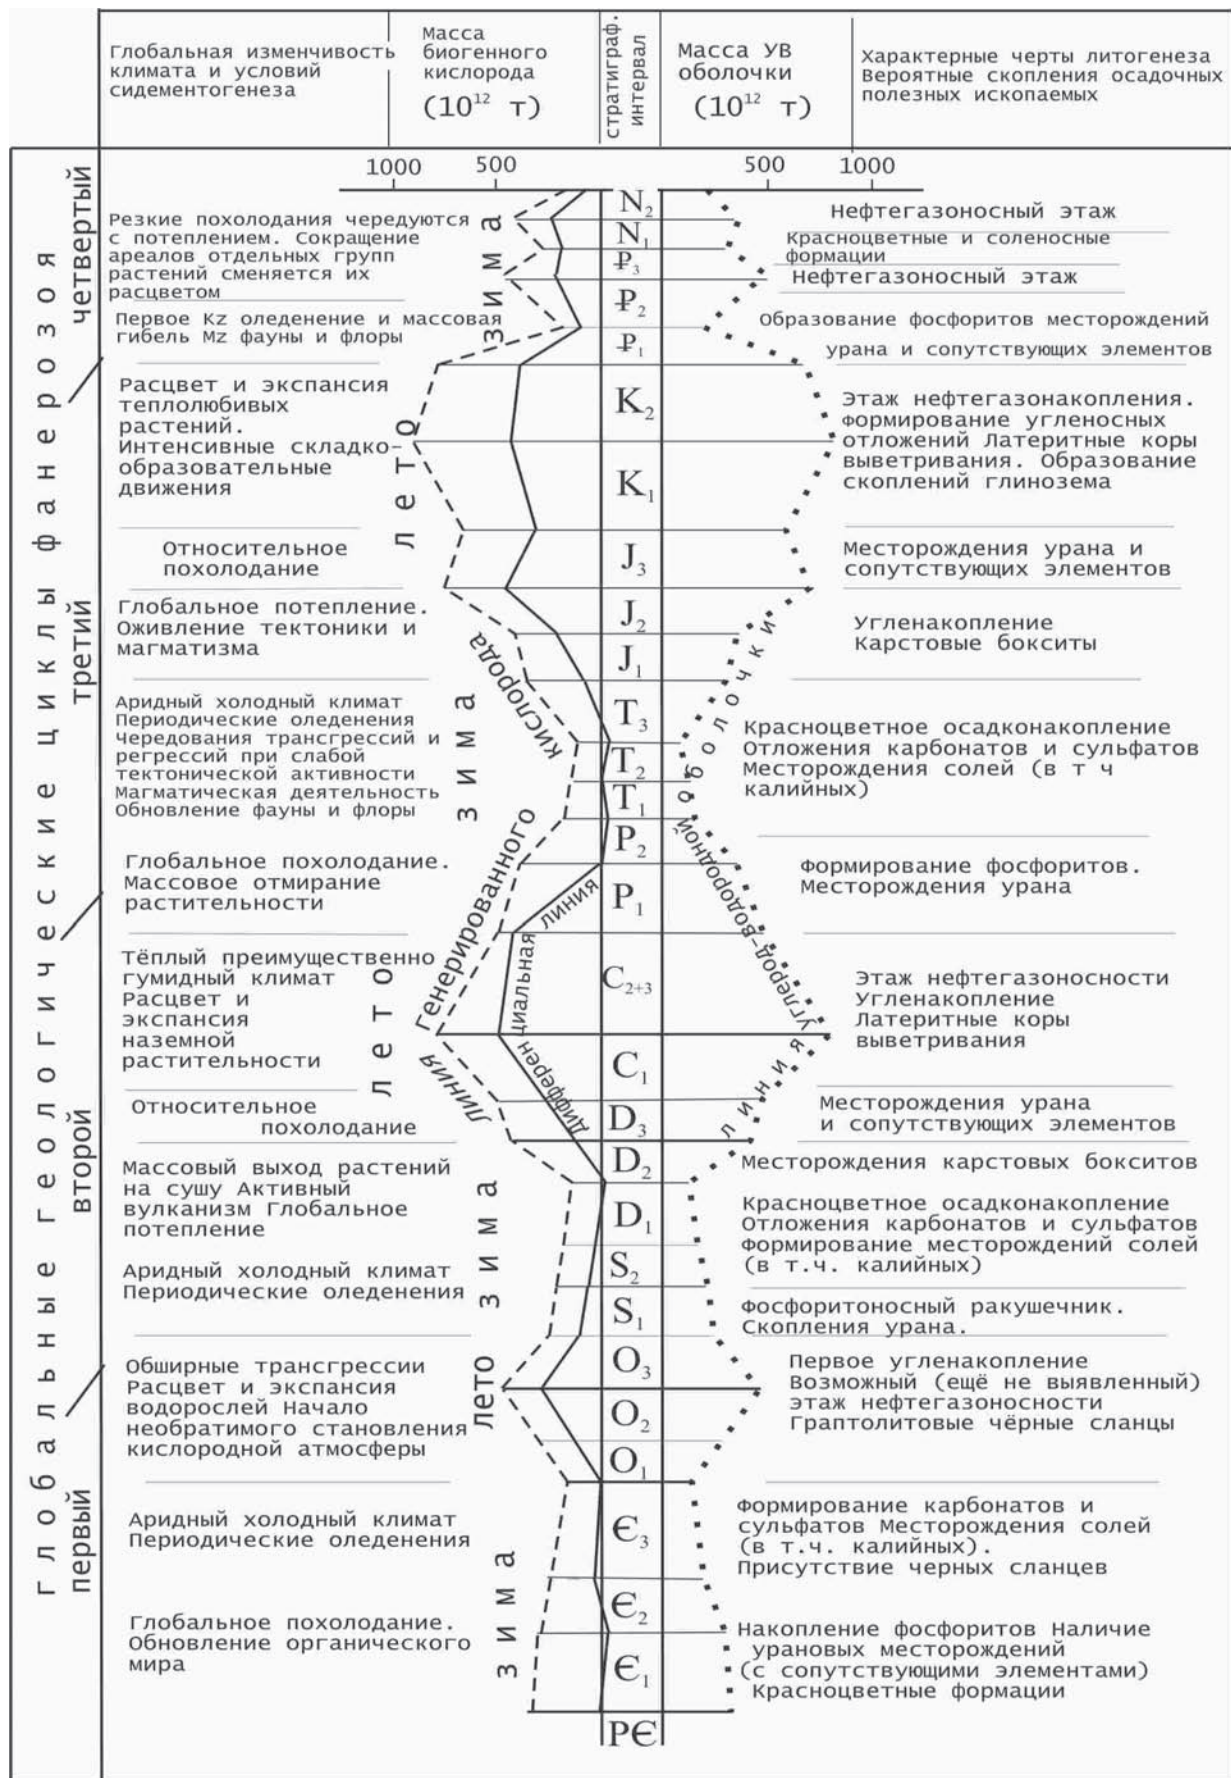 Глобальная изменчивость
климата и условий
сидементогенеза
Масса
биогенного
кислорода
(10¹² т)
стратиграф.
интервал
Масса УВ
оболочки
(10¹² т)
Характерные черты литогенеза
Вероятные скопления осадочных
полезных ископаемых
Глобальные геологические циклы фанерозоя
четвертый
третий
второй
первый
1000
500
500
1000
Резкие похолодания чередуются
с потеплением. Сокращение
ареалов отдельных групп
растений сменяется их
расцветом
Первое Kz оледенение и массовая
гибель Mz фауны и флоры
Расцвет и экспансия
теплолюбивых
растений.
Интенсивные складко-
образовательные
движения
Относительное
похолодание
Глобальное потепление.
Оживление тектоники и
магматизма
Аридный холодный климат
Периодические оледенения
Чередования трансгрессий и
регрессий при слабой
тектонической активности
Магматическая деятельность
Обновление фауны и флоры
Глобальное похолодание.
Массовое отмирание
растительности
Тёплый преимущественно
гумидный климат
Расцвет и
экспансия
наземной
растительности
Относительное
похолодание
Массовый выход растений
на сушу Активный
вулканизм Глобальное
потепление
Аридный холодный климат
Периодические оледенения
Обширные трансгрессии
Расцвет и экспансия
водорослей Начало
необратимого становления
кислородной атмосферы
Аридный холодный климат
Периодические оледенения
Глобальное похолодание.
Обновление органического
мира
зима
лето
зима
лето
зима
лето
зима
линия
генерированного
кислорода
дифферен
циальная
линия
N₂
N₁
₽₃
₽₂
₽₁
K₂
K₁
J₃
J₂
J₁
T₃
T₂
T₁
P₂
P₁
C₂₊₃
C₁
D₃
D₂
D₁
S₂
S₁
O₃
O₂
O₁
Є₃
Є₂
Є₁
PЄ
линия
углерод-водородной
оболочки
Нефтегазоносный этаж
Красноцветные и соленосные
формации
Нефтегазоносный этаж
Образование фосфоритов месторождений
урана и сопутствующих элементов
Этаж нефтегазонакопления.
Формирование угленосных
отложений Латеритные коры
выветривания. Образование
скоплений глинозема
Месторождения урана и
сопутствующих элементов
Угленакопление
Карстовые бокситы
Красноцветное осадконакопление
Отложения карбонатов и сульфатов
Месторождения солей (в т ч
калийных)
Формирование фосфоритов.
Месторождения урана
Этаж нефтегазоносности
Угленакопление
Латеритные коры
выветривания
Месторождения урана
и сопутствующих элементов
Месторождения карстовых бокситов
Красноцветное осадконакопление
Отложения карбонатов и сульфатов
Формирование месторождений солей
(в т.ч. калийных)
Фосфоритоносный ракушечник.
Скопления урана.
Первое угленакопление
Возможный (ещё не выявленный)
этаж нефтегазоносности
Граптолитовые чёрные сланцы
Формирование карбонатов и
сульфатов Месторождения солей
(в т.ч. калийных).
Присутствие черных сланцев
Накопление фосфоритов Наличие
урановых месторождений
(с сопутствующими элементами)
Красноцветные формации